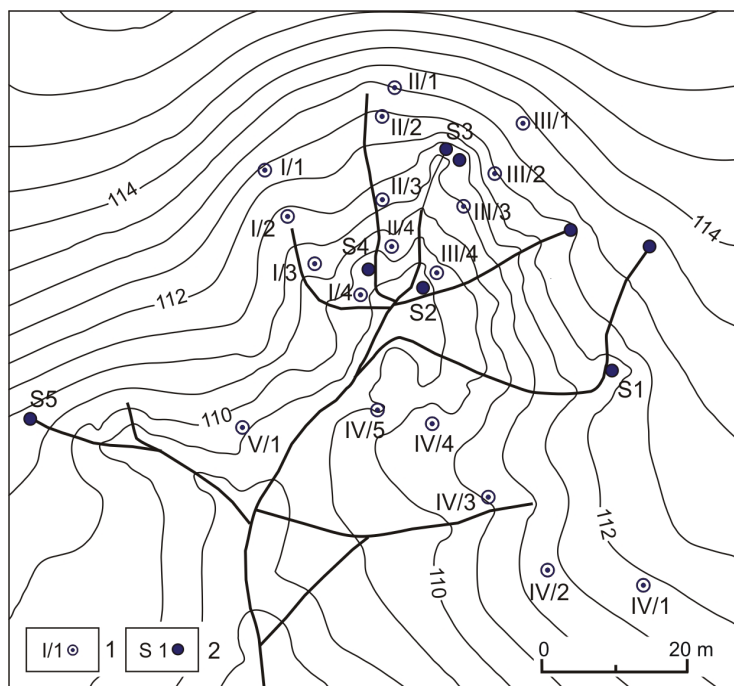 II/1
II/2
III/1
S3
I/1
III/2
114
II/3
III/3
I/2
114
II/4
S4
I/3
III/4
I/4
S2
112
S1
S5
110
V/1
IV/5
IV/4
IV/3
112
110
IV/2
IV/1
I/1 1 S 1 2
0 20 m